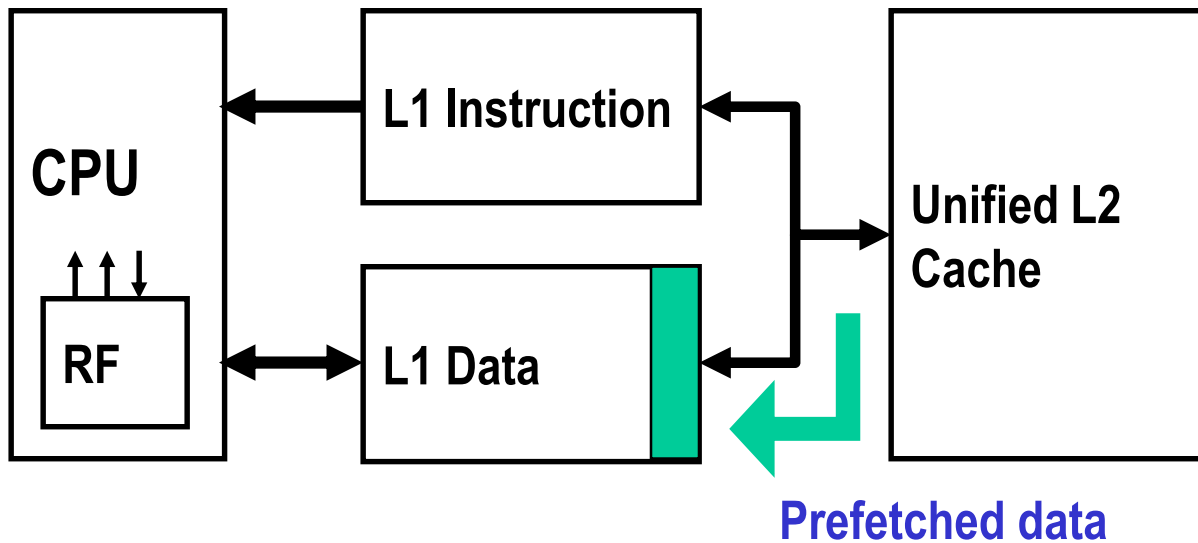 CPU
RF
L1 Instruction
L1 Data
Unified L2
Cache
Prefetched data